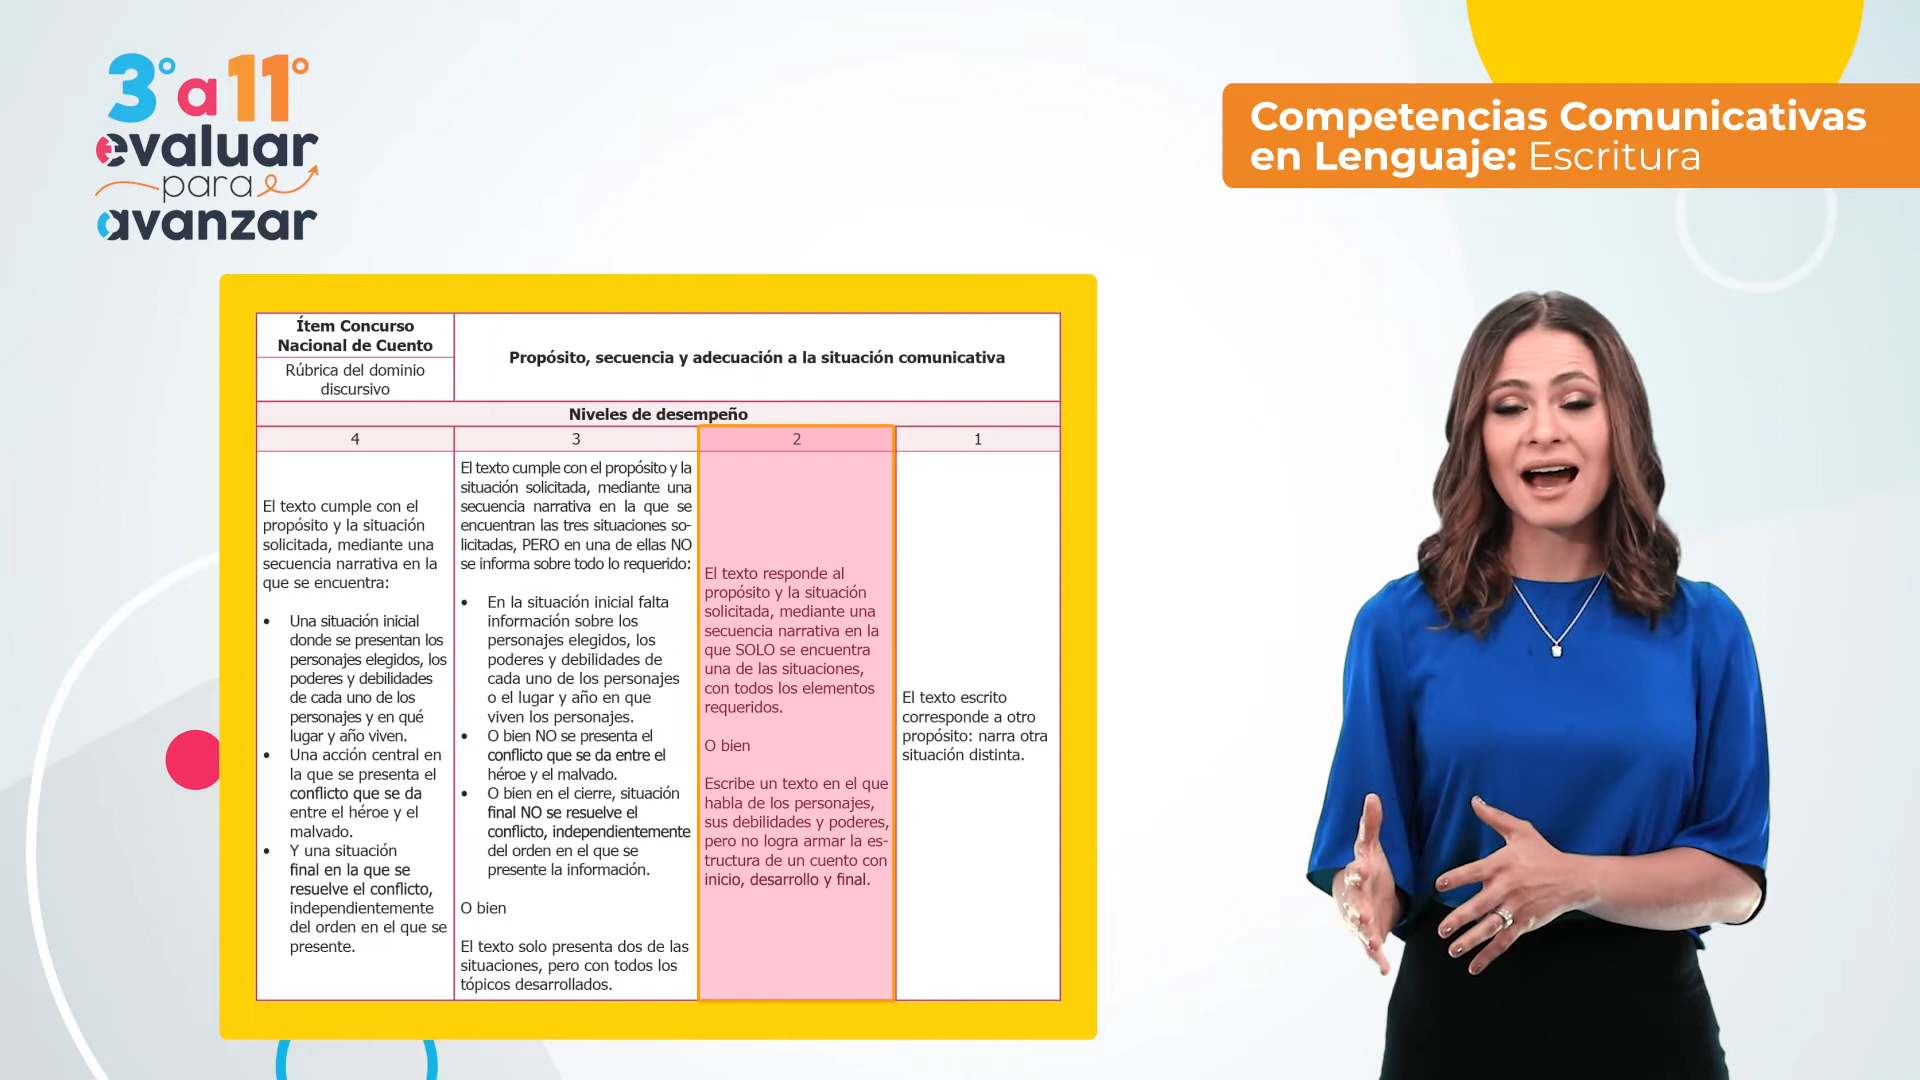 3° a 11°
evaluar
para
avanzar
Competencias Comunicativas
en Lenguaje: Escritura
Ítem Concurso
Nacional de Cuento
Rúbrica del dominio
discursivo
Propósito, secuencia y adecuación a la situación comunicativa
Niveles de desempeño
4
3
2
1
El texto cumple con el
propósito y la situación
solicitada, mediante una
secuencia narrativa en la
que se encuentra:
• Una situación inicial
donde se presentan los
personajes elegidos, los
poderes y debilidades
de cada uno de los
personajes y en qué
lugar y año viven.
• Una acción central en
la que se presenta el
conflicto que se da
entre el héroe y el
malvado.
• Y una situación
final en la que se
resuelve el conflicto,
independientemente
del orden en el que se
presente.
El texto cumple con el propósito y la
situación solicitada, mediante una
secuencia narrativa en la que se
encuentran las tres situaciones so-
licitadas, PERO en una de ellas NO
se informa sobre todo lo requerido:
• En la situación inicial falta
información sobre los
personajes elegidos, los
poderes y debilidades de
cada uno de los personajes
o el lugar y año en que
viven los personajes.
• O bien NO se presenta el
conflicto que se da entre el
héroe y el malvado.
• O bien en el cierre, situación
final NO se resuelve el
conflicto, independientemente
del orden en el que se
presente la información.
O bien
El texto solo presenta dos de las
situaciones, pero con todos los
tópicos desarrollados.
El texto responde al
propósito y la situación
solicitada, mediante una
secuencia narrativa en la
que SOLO se encuentra
una de las situaciones,
con todos los elementos
requeridos.
O bien
Escribe un texto en el que
habla de los personajes,
sus debilidades y poderes,
pero no logra armar la es-
tructura de un cuento con
inicio, desarrollo y final.
El texto escrito
corresponde a otro
propósito: narra otra
situación distinta.